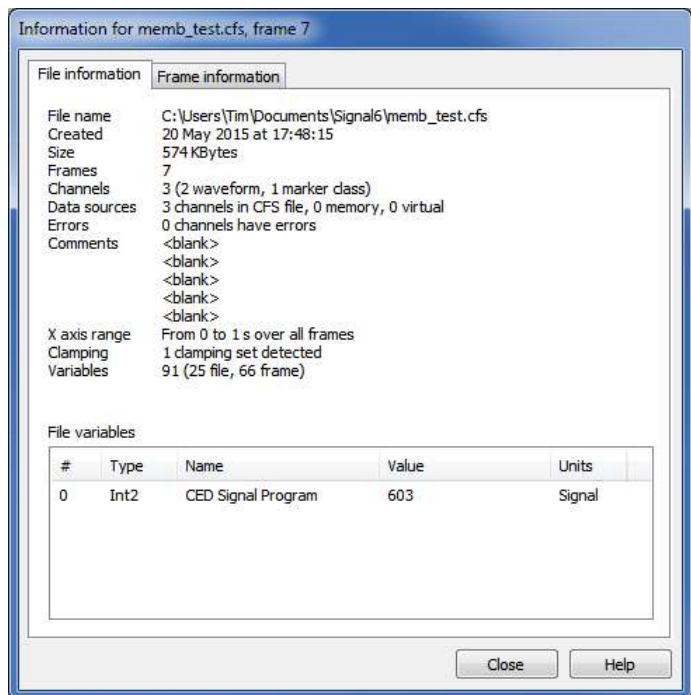 Information for memb_test.cfs, frame 7
File information Frame information
File name C:\Users\Tim\Documents\Signal6\memb_test.cfs
Created 20 May 2015 at 17:48:15
Size 574 KBytes
Frames 7
Channels 3 (2 waveform, 1 marker class)
Data sources 3 channels in CFS file, 0 memory, 0 virtual
Errors 0 channels have errors
Comments <blank>
<blank>
<blank>
<blank>
<blank>
X axis range From 0 to 1 s over all frames
Clamping 1 clamping set detected
Variables 91 (25 file, 66 frame)
File variables
# Type Name Value Units
0 Int2 CED Signal Program 603 Signal
Close Help